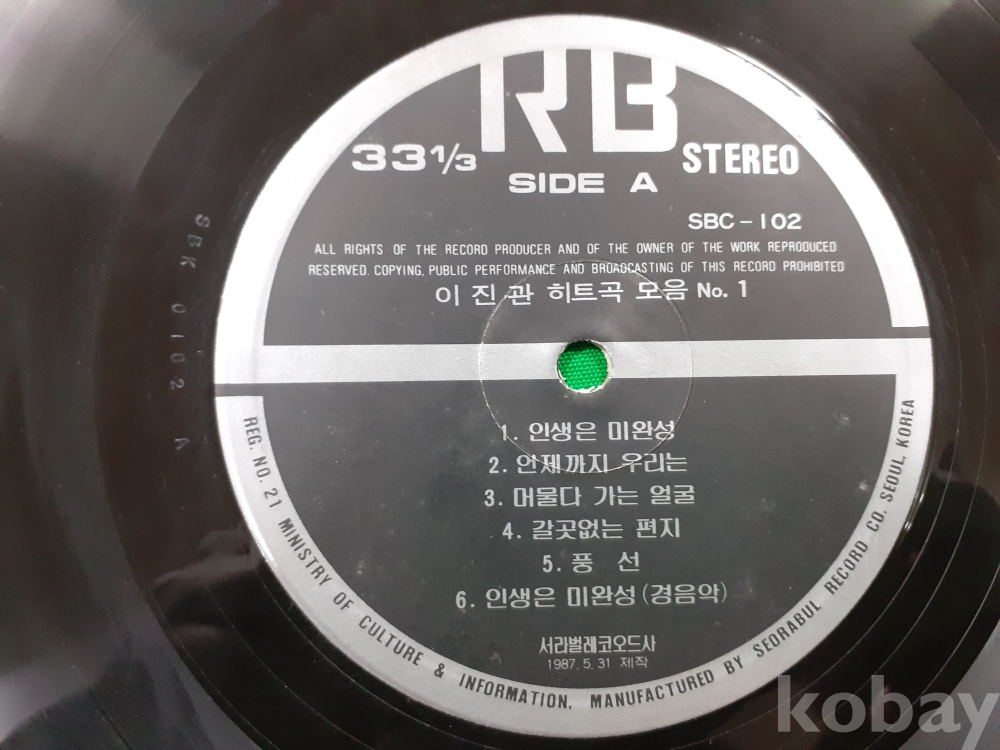 RB
33 1/3
STEREO
SIDE A
SBC-102
ALL RIGHTS OF THE RECORD PRODUCER AND OF THE OWNER OF THE WORK REPRODUCED
RESERVED. COPYING, PUBLIC PERFORMANCE AND BROADCASTING OF THIS RECORD PROHIBITED
이진관 히트곡 모음 No. 1
1. 인생은 미완성
2. 언제까지 우리는
3. 머물다 가는 얼굴
4. 갈곳없는 편지
5. 풍 선
6. 인생은 미완성(경음악)
서라벌레코오드사
1987. 5. 31 제작
REG. NO. 21 MINISTRY OF CULTURE & INFORMATION, MANUFACTURED BY SEORABUL RECORD CO. SEOUL, KOREA
SBK 0102 A
kobay